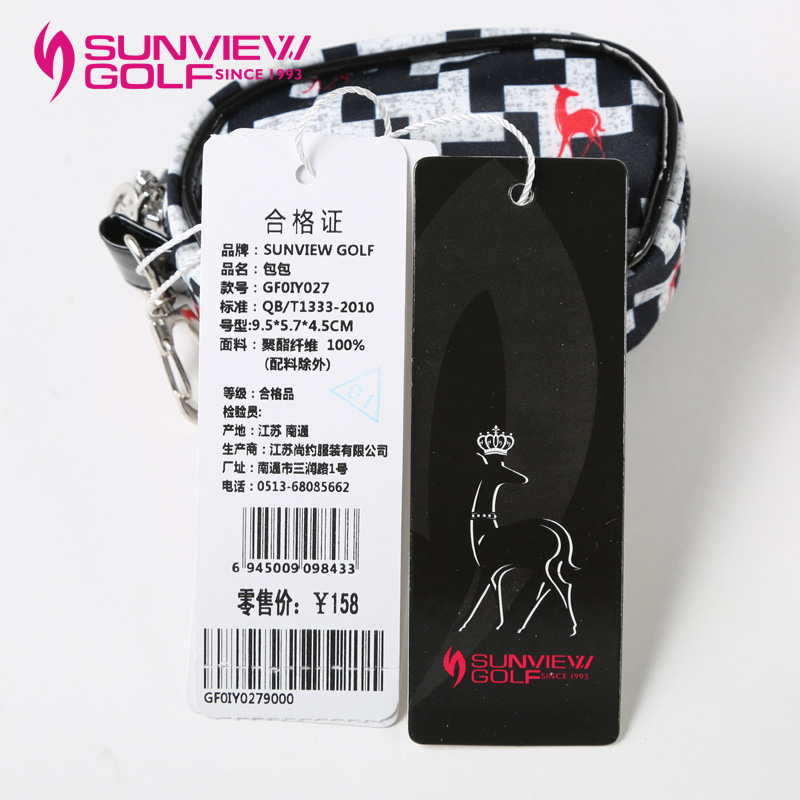 SUNVIEW
GOLF SINCE 1993
合格证
品牌：SUNVIEW GOLF
品名：包包
款号：GF0IY027
标准：QB/T1333-2010
号型:9.5*5.7*4.5CM
面料：聚酯纤维 100%
(配料除外)
等级：合格品
检验员:
01
产地：江苏 南通
生产商：江苏尚约服装有限公司
厂址：南通市三润路1号
电话：0513-68085662
6 945009 098433
零售价：￥158
GF0IY0279000
SUNVIEW
GOLF SINCE 1993